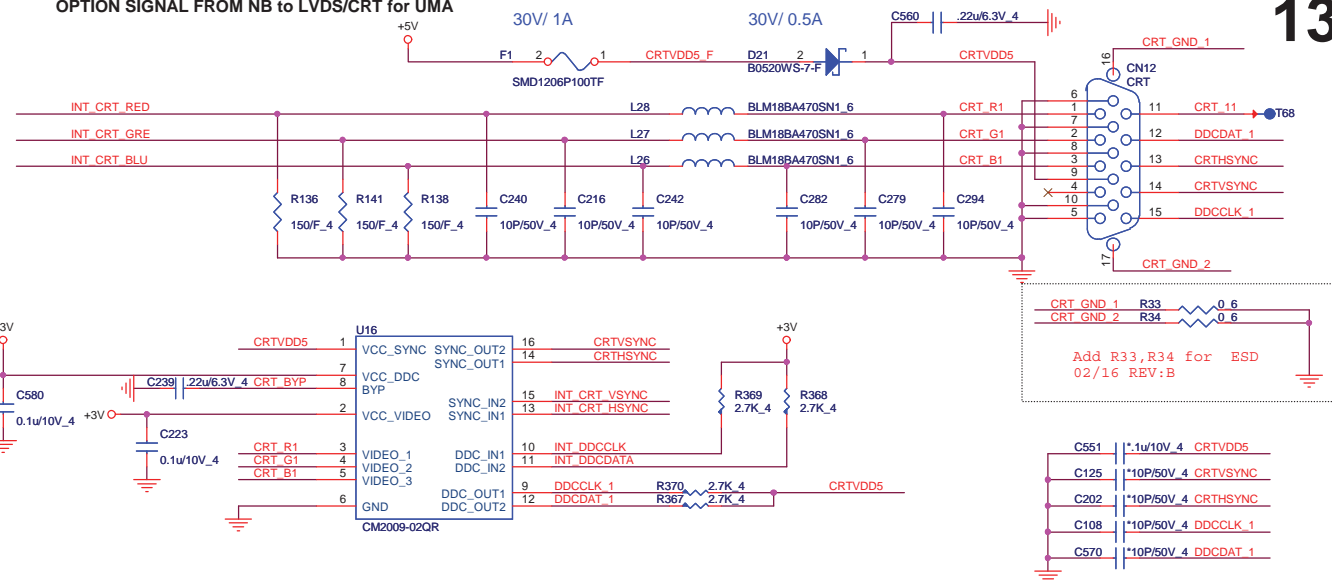 OPTION SIGNAL FROM NB to LVDS/CRT for UMA
13
30V/ 1A
30V/ 0.5A
C560 .22u/6.3V_4
+5V
F1 2 1 CRTVDD5_F D21 2 1 CRTVDD5
SMD1206P100TF
B0520WS-7-F
CRT_GND_1
16
CN12
CRT
INT_CRT_RED L28 BLM18BA470SN1_6 CRT_R1
INT_CRT_GRE L27 BLM18BA470SN1_6 CRT_G1
INT_CRT_BLU L26 BLM18BA470SN1_6 CRT_B1
6
1
7
2
8
3
9
4
10
5
11 CRT_11 T68
12 DDCDAT_1
13 CRTHSYNC
14 CRTVSYNC
15 DDCCLK_1
17
CRT_GND_2
R136 R141 R138 C240 C216 C242 C282 C279 C294
150/F_4 150/F_4 150/F_4 10P/50V_4 10P/50V_4 10P/50V_4 10P/50V_4 10P/50V_4 10P/50V_4
CRT_GND_1 R33 0_6
CRT_GND_2 R34 0_6
Add R33,R34 for ESD
02/16 REV:B
U16
CRTVDD5 1 VCC_SYNC SYNC_OUT2 16 CRTVSYNC
SYNC_OUT1 14 CRTHSYNC
7 VCC_DDC
C239 .22u/6.3V_4 CRT_BYP 8 BYP
SYNC_IN2 15 INT_CRT_VSYNC
+3V 2 VCC_VIDEO SYNC_IN1 13 INT_CRT_HSYNC
C580
0.1u/10V_4
C223
0.1u/10V_4
CRT_R1 3 VIDEO_1 DDC_IN1 10 INT_DDCCLK
CRT_G1 4 VIDEO_2 DDC_IN2 11 INT_DDCDATA
CRT_B1 5 VIDEO_3
DDC_OUT1 9 DDCCLK_1 R370 2.7K_4 CRTVDD5
6 GND DDC_OUT2 12 DDCDAT_1 R367 2.7K_4
CM2009-02QR
+3V
R369
2.7K_4
R368
2.7K_4
C551 *.1u/10V_4 CRTVDD5
C125 *10P/50V_4 CRTVSYNC
C202 *10P/50V_4 CRTHSYNC
C108 *10P/50V_4 DDCCLK_1
C570 *10P/50V_4 DDCDAT_1